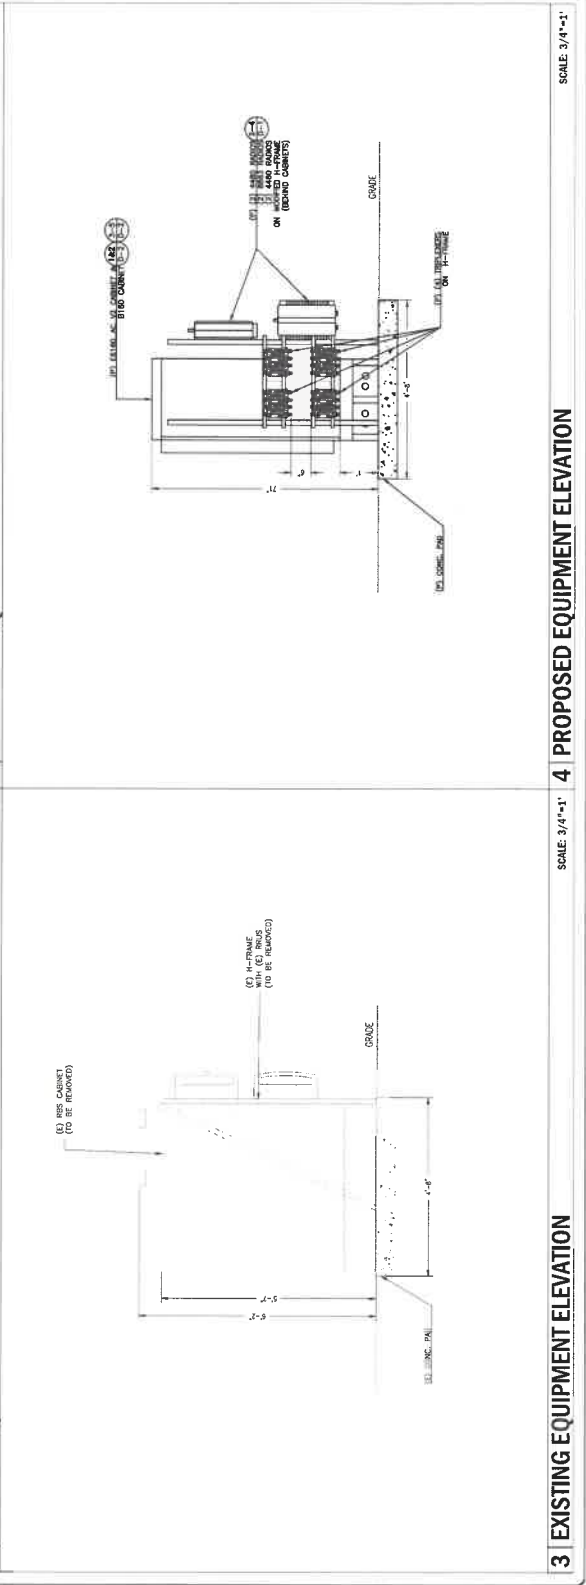 (E) RBS CABINET
(TO BE REMOVED)
(E) H-FRAME
WITH (E) RRUS
(TO BE REMOVED)
GRADE
6'-2"
5'-7"
4'-6"
3 EXISTING EQUIPMENT ELEVATION
SCALE: 3/4"=1'
B160 CABINET
4480 RADIOS
ON MODIFIED H-FRAME
(BEHIND CABINETS)
GRADE
ON H-FRAME
71"
6"
1'
(P) CONC. PAD
4 PROPOSED EQUIPMENT ELEVATION
SCALE: 3/4"=1'